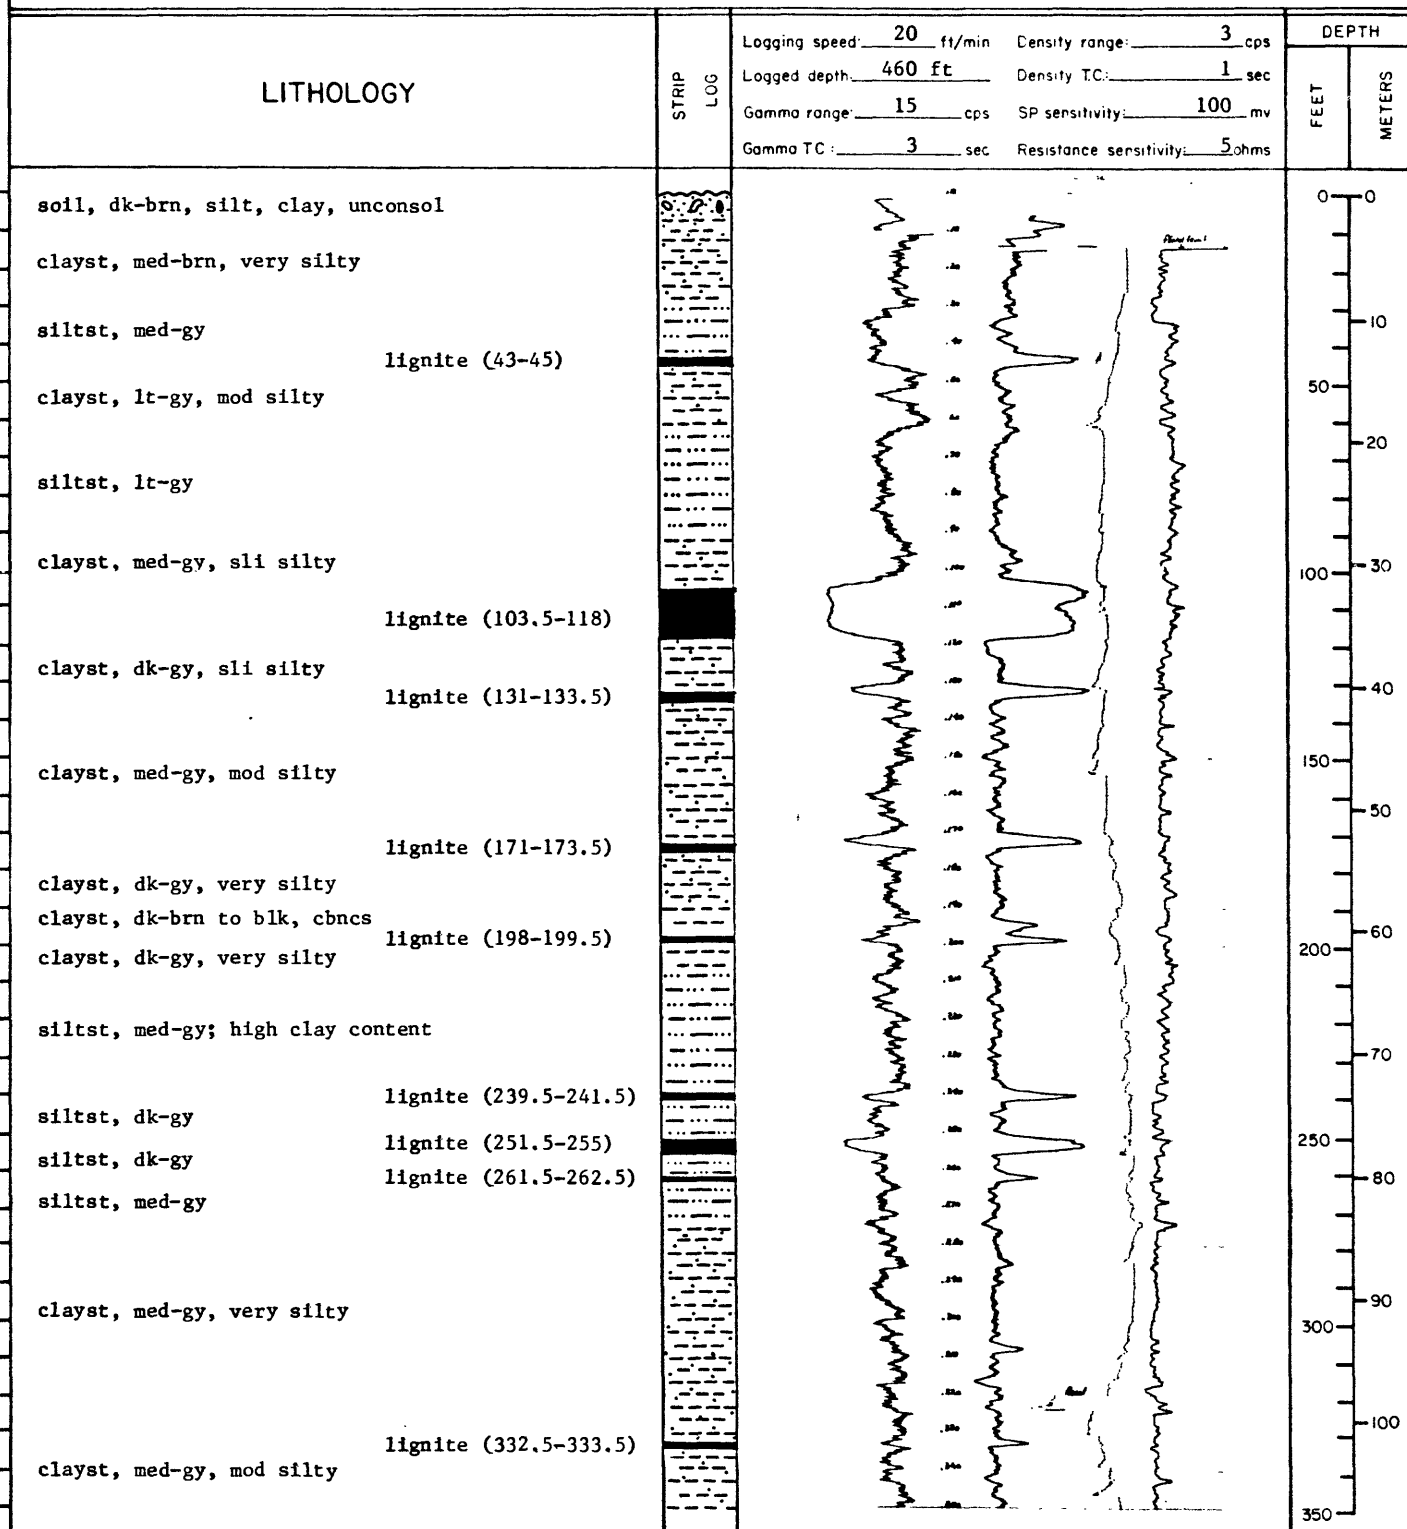 LITHOLOGY
STRIP LOG
Logging speed: 20 ft/min Density range: 3 cps
Logged depth: 460 ft Density T.C.: 1 sec
Gamma range: 15 cps SP sensitivity: 100 mv
Gamma TC: 3 sec Resistance sensitivity: 5 ohms
DEPTH
FEET
METERS
soil, dk-brn, silt, clay, unconsol
clayst, med-brn, very silty
siltst, med-gy
lignite (43-45)
clayst, lt-gy, mod silty
siltst, lt-gy
clayst, med-gy, sli silty
lignite (103.5-118)
clayst, dk-gy, sli silty
lignite (131-133.5)
clayst, med-gy, mod silty
lignite (171-173.5)
clayst, dk-gy, very silty
clayst, dk-brn to blk, cbncs
lignite (198-199.5)
clayst, dk-gy, very silty
siltst, med-gy; high clay content
lignite (239.5-241.5)
siltst, dk-gy
lignite (251.5-255)
siltst, dk-gy
lignite (261.5-262.5)
siltst, med-gy
clayst, med-gy, very silty
lignite (332.5-333.5)
clayst, med-gy, mod silty
0 0
10
50
20
100 30
40
150
50
200 60
70
250
80
90
300
100
350